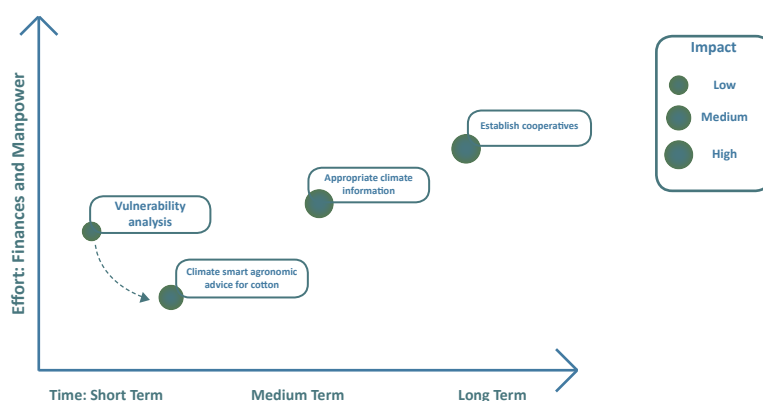 Impact
Low
Medium
High
Establish cooperatives
Appropriate climate
information
Vulnerability
analysis
Climate smart agronomic
advice for cotton
Effort: Finances and Manpower
Time: Short Term
Medium Term
Long Term